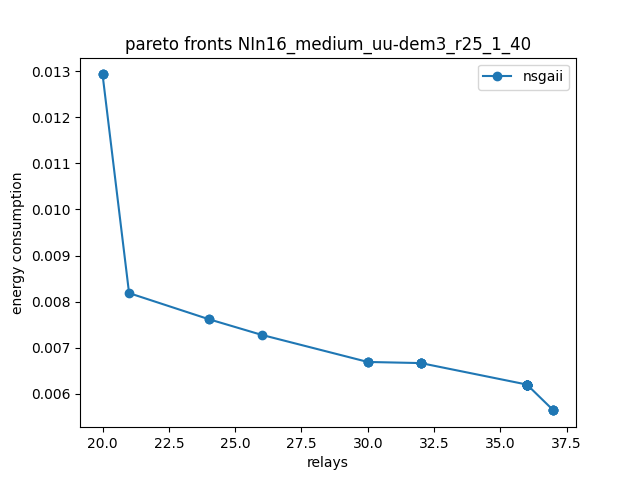 pareto fronts NIn16_medium_uu-dem3_r25_1_40
nsgaii
0.013
0.012
0.011
0.010
0.009
0.008
0.007
0.006
energy consumption
20.0 22.5 25.0 27.5 30.0 32.5 35.0 37.5
relays